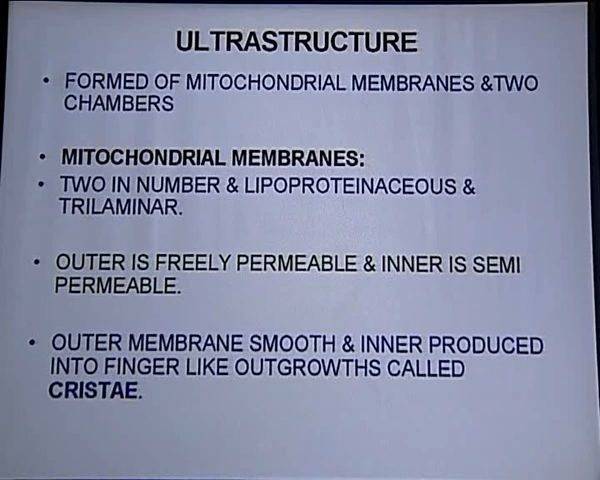 ULTRASTRUCTURE
• FORMED OF MITOCHONDRIAL MEMBRANES &TWO
CHAMBERS
• MITOCHONDRIAL MEMBRANES:
• TWO IN NUMBER & LIPOPROTEINACEOUS &
TRILAMINAR.
• OUTER IS FREELY PERMEABLE & INNER IS SEMI
PERMEABLE.
• OUTER MEMBRANE SMOOTH & INNER PRODUCED
INTO FINGER LIKE OUTGROWTHS CALLED
CRISTAE.